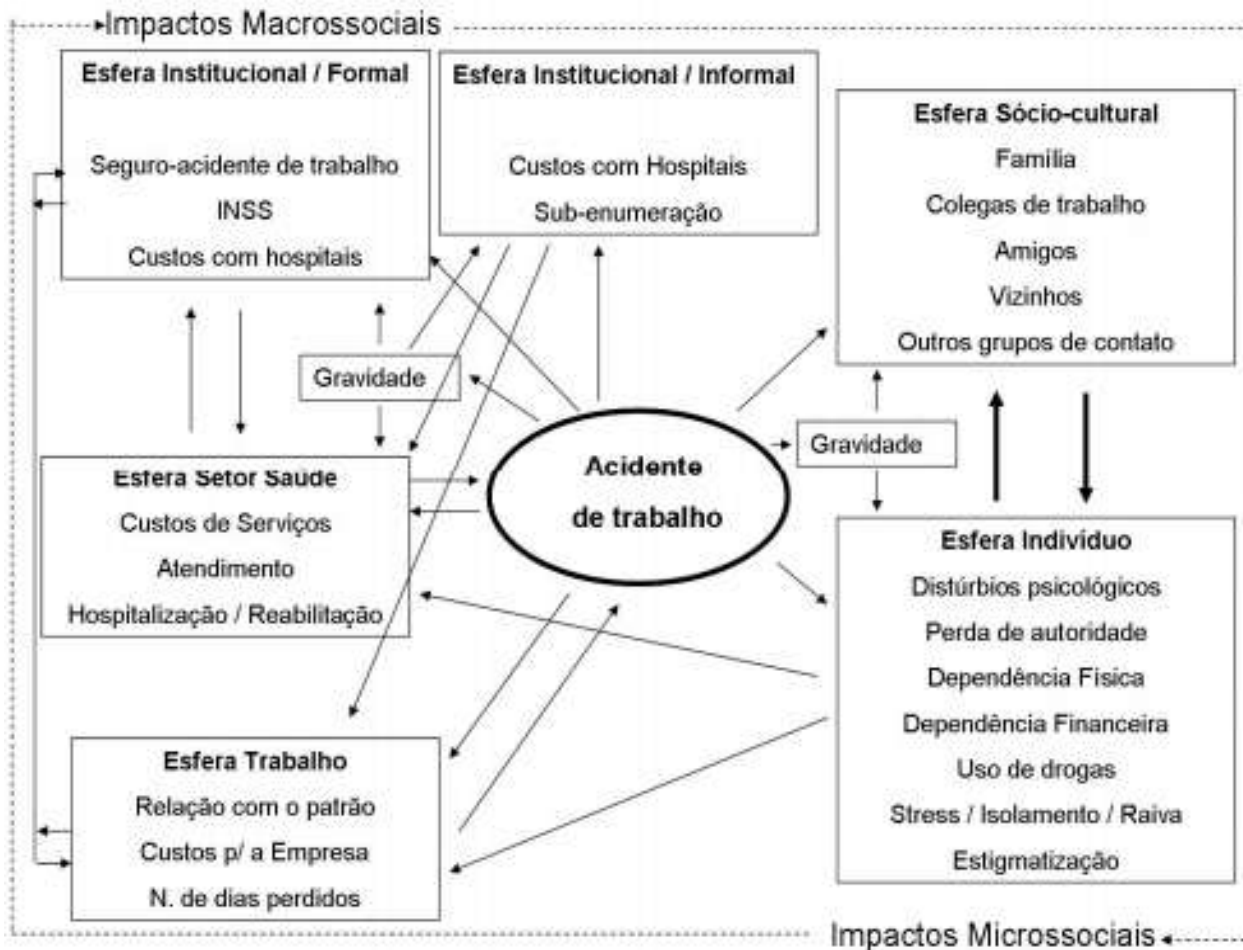 Impactos Macrossociais
Esfera Institucional / Formal
Seguro-acidente de trabalho
INSS
Custos com hospitais
Esfera Institucional / Informal
Custos com Hospitais
Sub-enumeração
Esfera Sócio-cultural
Família
Colegas de trabalho
Amigos
Vizinhos
Outros grupos de contato
Gravidade
Gravidade
Acidente
de trabalho
Esfera Setor Saúde
Custos de Serviços
Atendimento
Hospitalização / Reabilitação
Esfera Indivíduo
Distúrbios psicológicos
Perda de autoridade
Dependência Física
Dependência Financeira
Uso de drogas
Stress / Isolamento / Raiva
Estigmatização
Esfera Trabalho
Relação com o patrão
Custos p/ a Empresa
N. de dias perdidos
Impactos Microssociais